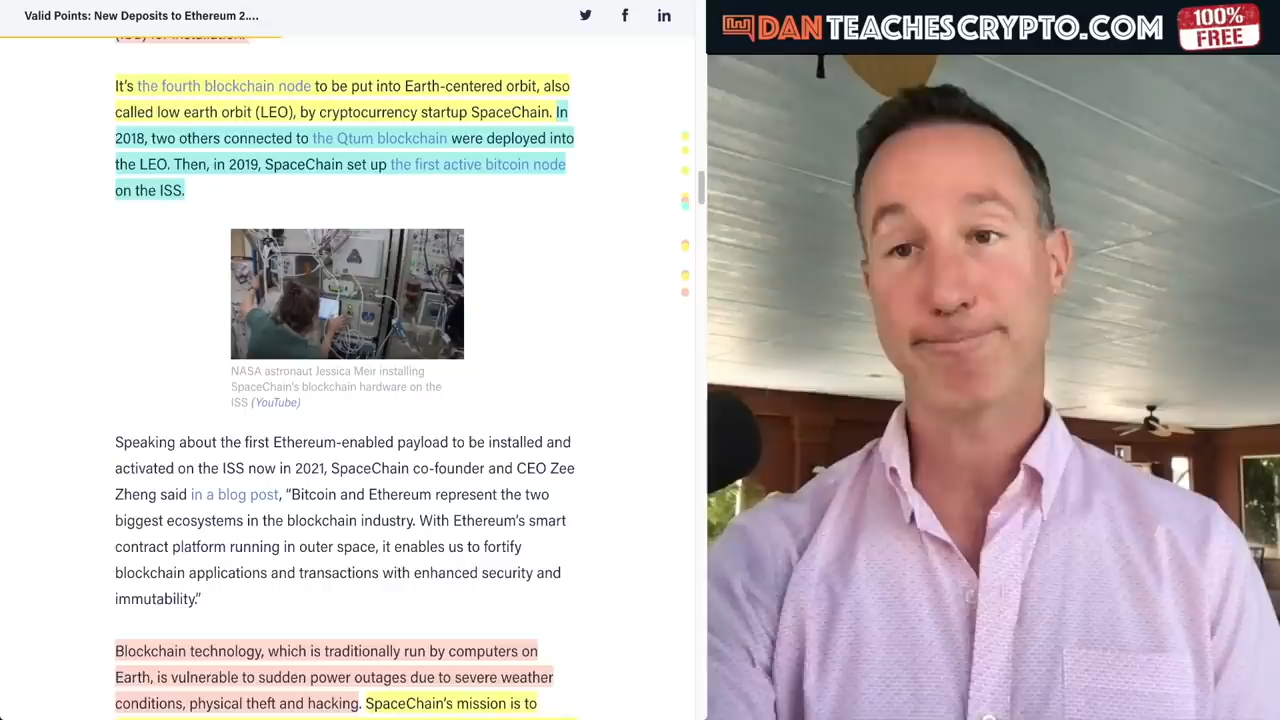 Valid Points: New Deposits to Ethereum 2....
DANTEACHESCRYPTO.COM
100%
FREE
for installation.
It’s the fourth blockchain node to be put into Earth-centered orbit, also
called low earth orbit (LEO), by cryptocurrency startup SpaceChain. In
2018, two others connected to the Qtum blockchain were deployed into
the LEO. Then, in 2019, SpaceChain set up the first active bitcoin node
on the ISS.
NASA astronaut Jessica Meir installing
SpaceChain's blockchain hardware on the
ISS (YouTube)
Speaking about the first Ethereum-enabled payload to be installed and
activated on the ISS now in 2021, SpaceChain co-founder and CEO Zee
Zheng said in a blog post, “Bitcoin and Ethereum represent the two
biggest ecosystems in the blockchain industry. With Ethereum’s smart
contract platform running in outer space, it enables us to fortify
blockchain applications and transactions with enhanced security and
immutability.”
Blockchain technology, which is traditionally run by computers on
Earth, is vulnerable to sudden power outages due to severe weather
conditions, physical theft and hacking. SpaceChain’s mission is to